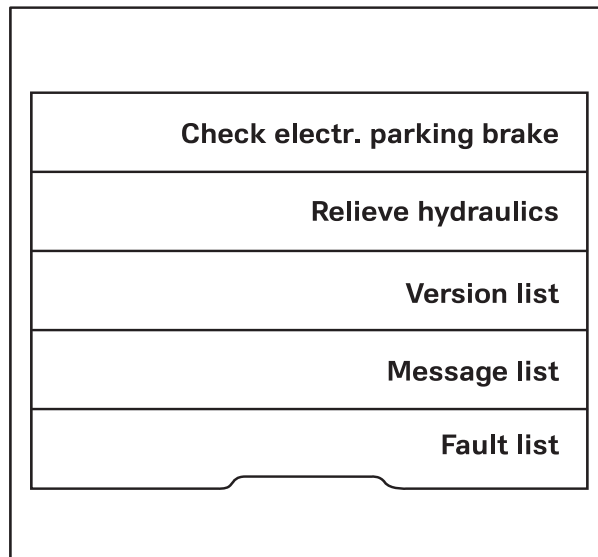 Check electr. parking brake
Relieve hydraulics
Version list
Message list
Fault list